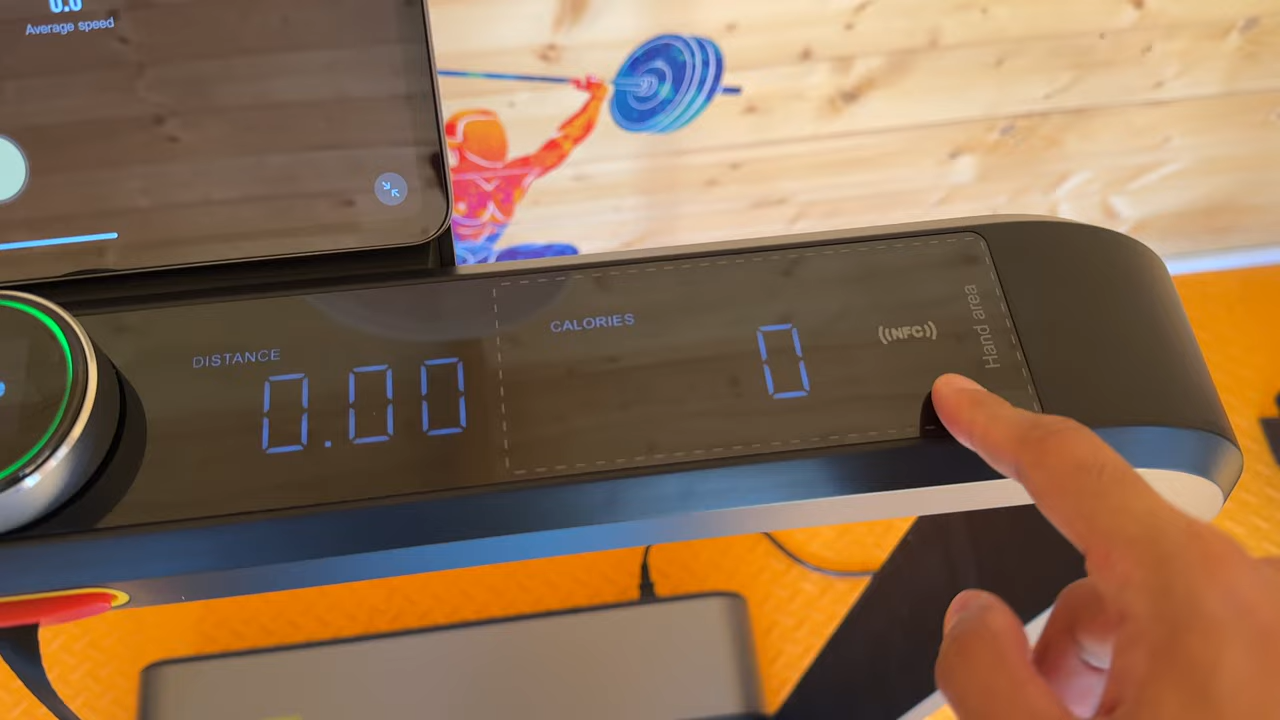 0.0
Average speed
DISTANCE
0.00
CALORIES
0
((NFC))
Hand area